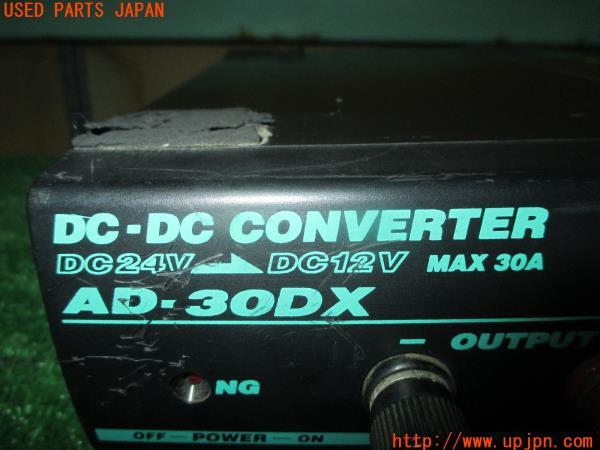 USED PARTS JAPAN
DC-DC CONVERTER
DC24V DC12V MAX 30A
AD-30DX
− OUTPUT
NG
OFF — POWER — ON
http://www.upjpn.com